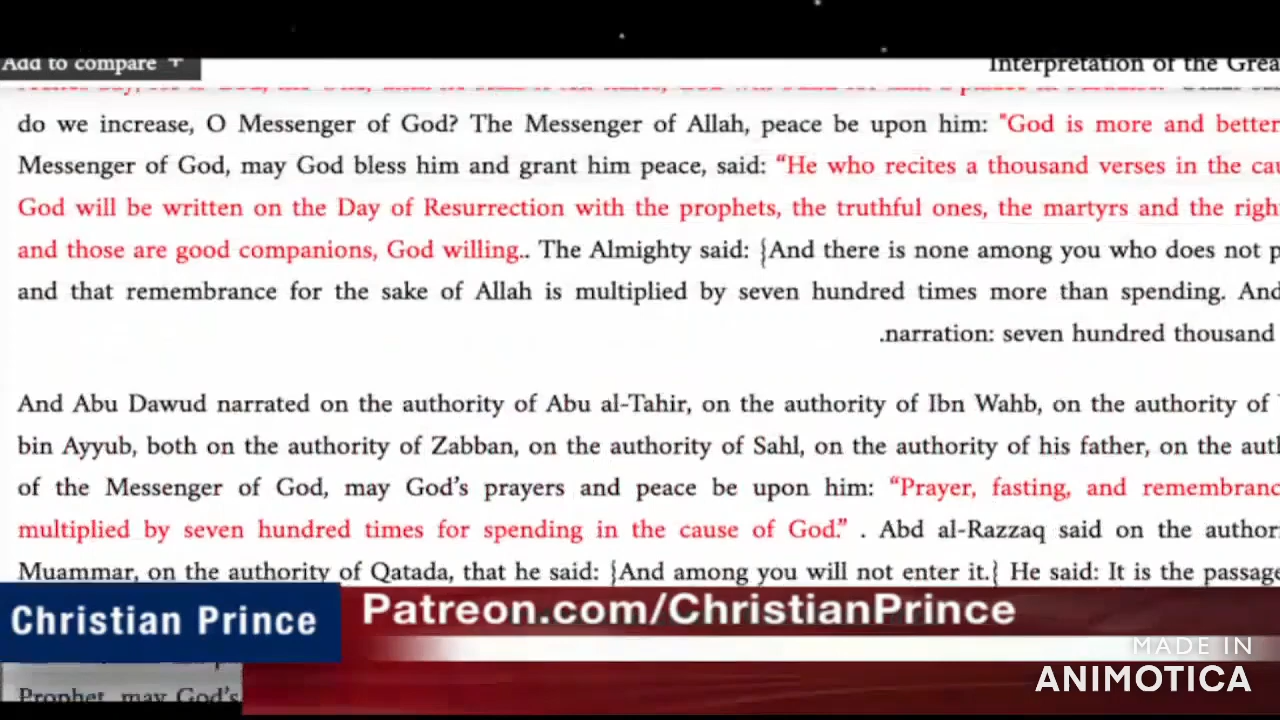 Add to compare +
Interpretation of the Grea
do we increase, O Messenger of God? The Messenger of Allah, peace be upon him: "God is more and better
Messenger of God, may God bless him and grant him peace, said: “He who recites a thousand verses in the cau
God will be written on the Day of Resurrection with the prophets, the truthful ones, the martyrs and the righ
and those are good companions, God willing.. The Almighty said: {And there is none among you who does not p
and that remembrance for the sake of Allah is multiplied by seven hundred times more than spending. And
.narration: seven hundred thousand
And Abu Dawud narrated on the authority of Abu al-Tahir, on the authority of Ibn Wahb, on the authority of
bin Ayyub, both on the authority of Zabban, on the authority of Sahl, on the authority of his father, on the aut
of the Messenger of God, may God’s prayers and peace be upon him: “Prayer, fasting, and remembranc
multiplied by seven hundred times for spending in the cause of God.” . Abd al-Razzaq said on the author
Muammar, on the authority of Qatada, that he said: {And among you will not enter it.{ He said: It is the passage
Christian Prince
Patreon.com/ChristianPrince
MADE IN
ANIMOTICA
Prophet, may God’s